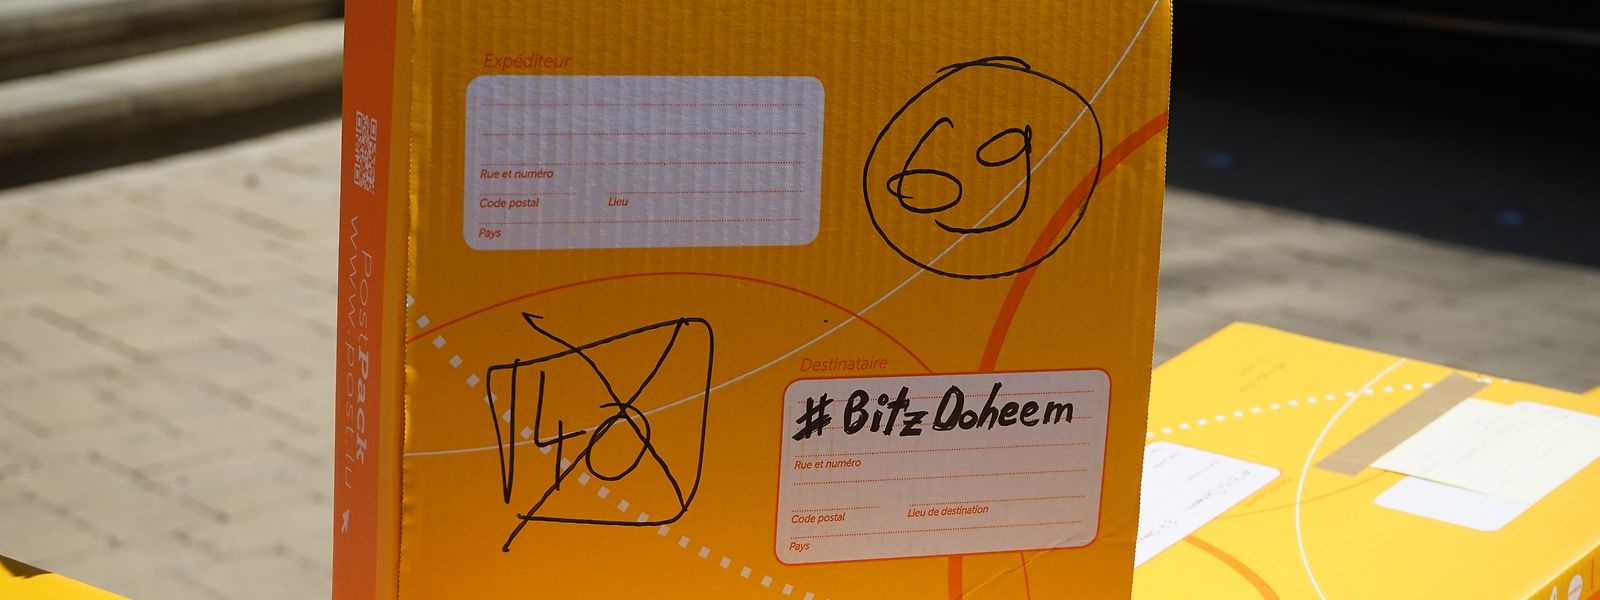 Expéditeur
69
Rue et numéro
Code postal Lieu
Pays
postPack
www.post.lu
140
Destinataire
#BitzDoheem
Rue et numéro
Code postal Lieu de destination
Pays